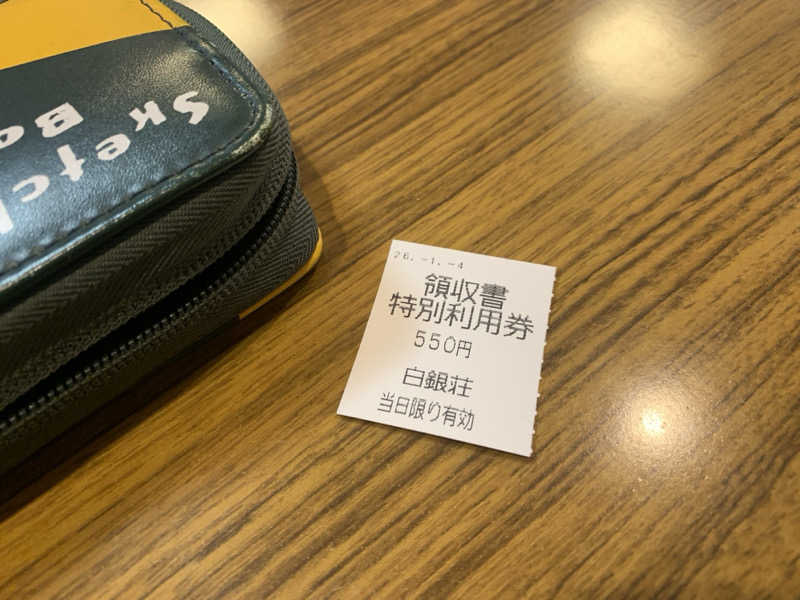 Sketch
Bo
26.-1.-4
領収書
特別利用券
550円
白銀荘
当日限り有効